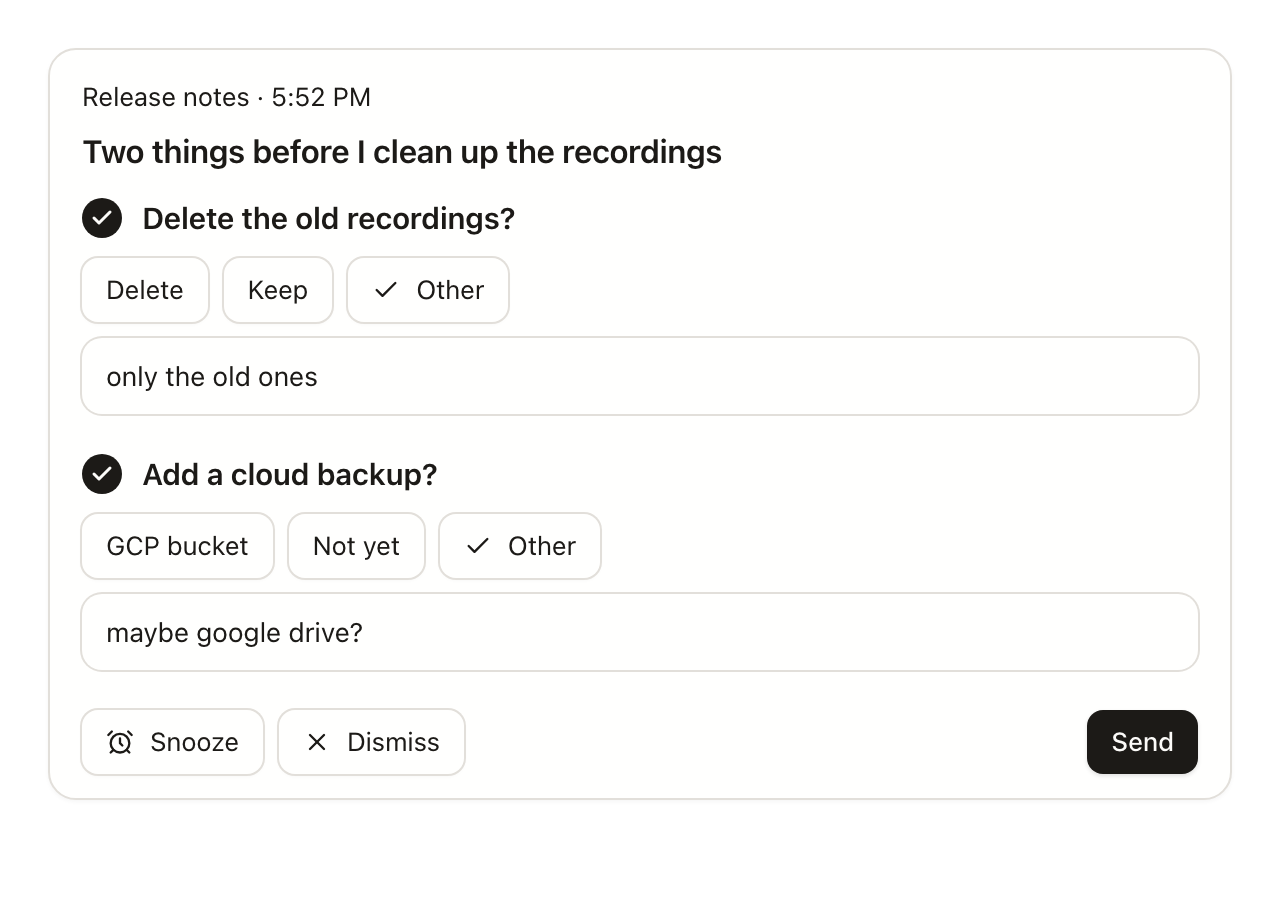 Release notes · 5:52 PM
Two things before I clean up the recordings
Delete the old recordings?
Delete Keep Other
only the old ones
Add a cloud backup?
GCP bucket Not yet Other
maybe google drive?
Snooze Dismiss Send